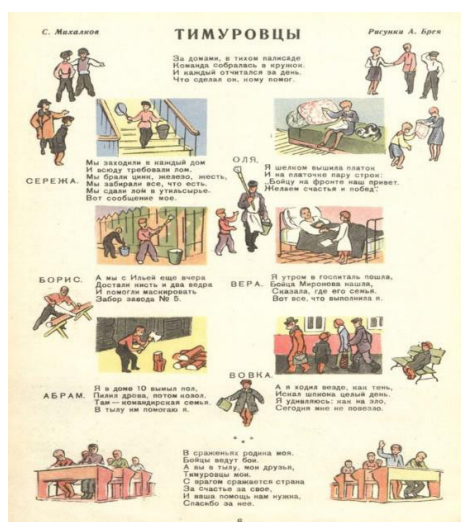 С. Михалков
ТИМУРОВЦЫ
Рисунки А. Брея
За домами, в тихом палисаде
Команда собралась в кружок.
И каждый отчитался за день,
Что сделал он, кому помог.
СЕРЕЖА.
Мы заходили в каждый дом
И всюду требовали лом.
Мы брали цинк, железо, жесть,
Мы забирали все, что есть.
Мы сдали лом в утильсырье.
Вот сообщение мое.
ОЛЯ.
Я шелком вышила платок
И на платочке пару строк:
„Бойцу на фронте наш привет.
Желаем счастья и побед".
БОРИС.
А мы с Ильей еще вчера
Достали кисть и два ведра
И помогли маскировать
Забор завода № 5.
ВЕРА.
Я утром в госпиталь пошла,
Бойца Миронова нашла,
Сказала, где его семья.
Вот все, что выполнила я.
АБРАМ.
Я в доме 10 вымыл пол,
Пилил дрова, потом колол.
Там — командирская семья.
В тылу им помогаю я.
ВОВКА.
А я ходил везде, как тень,
Искал шпиона целый день.
Я удивляюсь: как на зло,
Сегодня мне не повезло.
* * *
В сраженьях родина моя.
Бойцы ведут бои.
А вы в тылу, мои друзья,
Тимуровцы мои.
С врагом сражается страна
За счастье за свое,
И ваша помощь нам нужна,
Спасибо за нее.